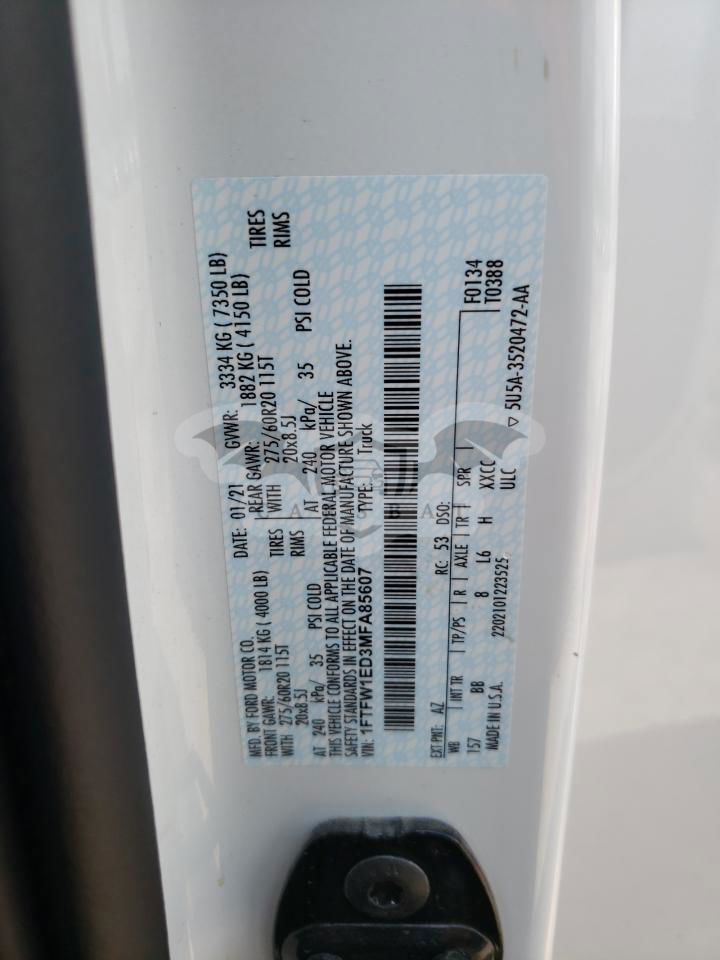 MFD. BY FORD MOTOR CO.
DATE: 01/21 GVWR: 3334 KG ( 7350 LB)
FRONT GAWR: 1814 KG ( 4000 LB) REAR GAWR: 1882 KG ( 4150 LB)
WITH 275/60R20 115T TIRES WITH 275/60R20 115T TIRES
20x8.5J RIMS 20x8.5J RIMS
AT 240 kPa/ 35 PSI COLD AT 240 kPa/ 35 PSI COLD
THIS VEHICLE CONFORMS TO ALL APPLICABLE FEDERAL MOTOR VEHICLE
SAFETY STANDARDS IN EFFECT ON THE DATE OF MANUFACTURE SHOWN ABOVE.
VIN: 1FTFW1ED3MFA85607 TYPE: Truck
EXT PNT: AZ RC: 53 DSO: F0134
WB INT TR TP/PS R AXLE TR SPR T0388
157 BB 8 L6 H XXCC
MADE IN U.S.A. 2202101223525 ULC ▽ 5U5A-3520472-AA